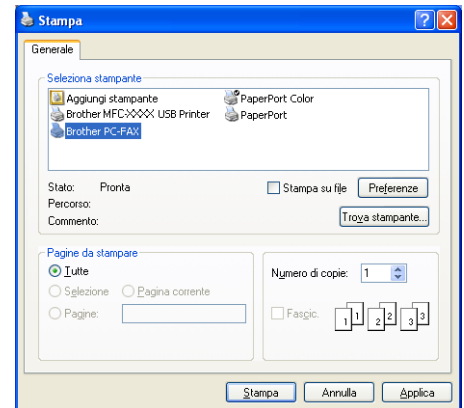 Stampa
Generale
Seleziona stampante
Aggiungi stampante PaperPort Color
Brother MFC-XXXX USB Printer PaperPort
Brother PC-FAX
Stato: Pronta Stampa su file Preferenze
Percorso:
Commento: Trova stampante...
Pagine da stampare
Tutte Numero di copie: 1
Selezione Pagina corrente
Pagine: Fascic. 1 1 2 2 3 3
Stampa Annulla Applica